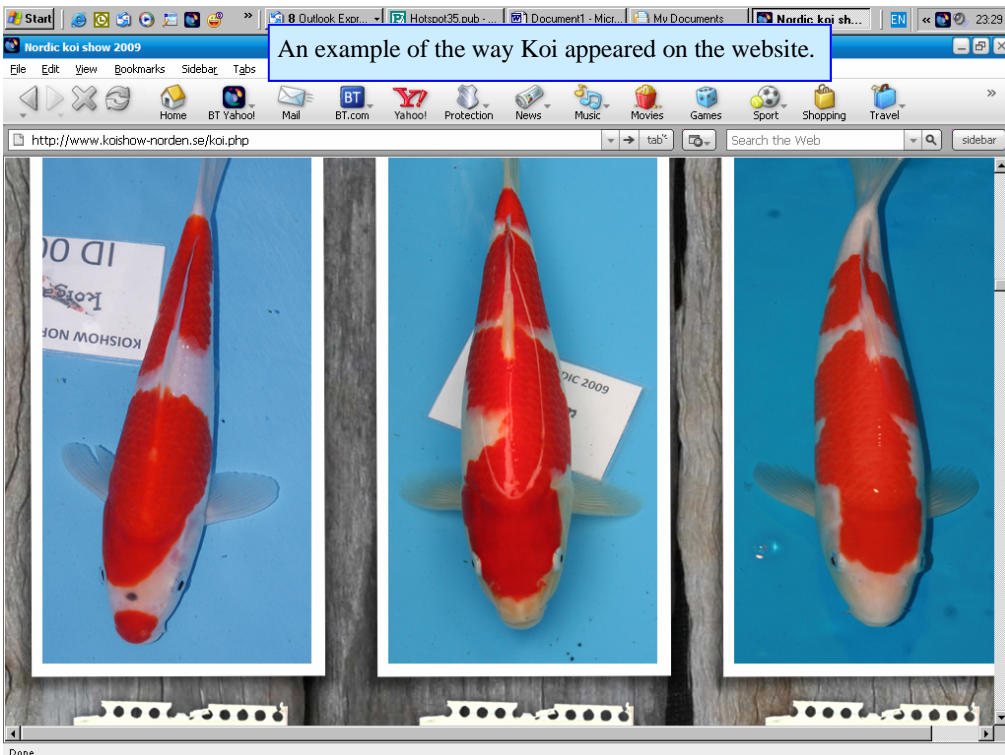 Start
8 Outlook Expr...
Hotspot35.pub - ...
Document1 - Micr...
My Documents
Nordic koi sh...
EN
23:29
Nordic koi show 2009
An example of the way Koi appeared on the website.
File Edit View Bookmarks Sidebar Tabs
Home
BT Yahoo!
Mail
BT
BT.com
Y!
Yahoo!
Protection
News
Music
Movies
Games
Sport
Shopping
Travel
http://www.koishow-norden.se/koi.php
tab+
Search the Web
sidebar
ID 00
koiga
KOISHOW NOR
DIC 2009
Done